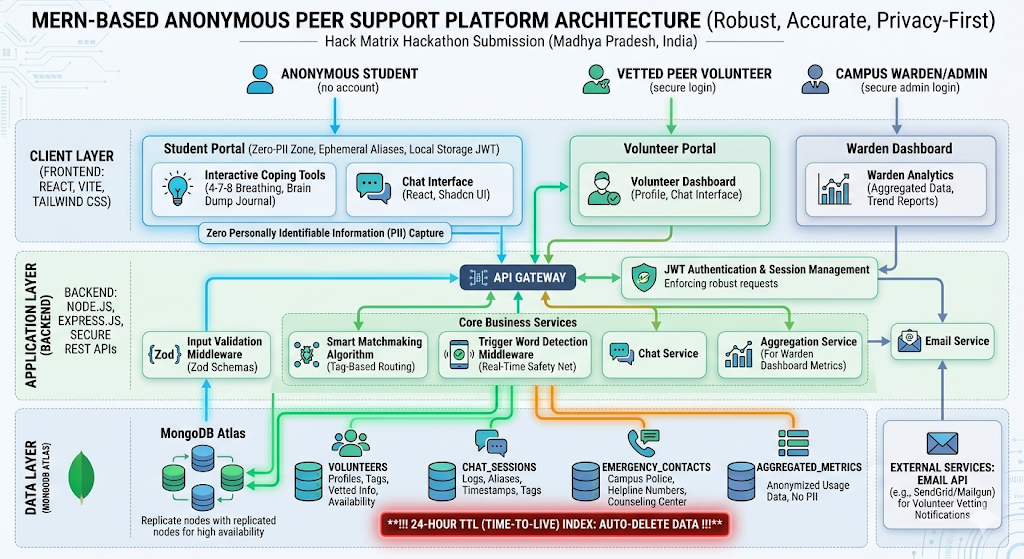 MERN-BASED ANONYMOUS PEER SUPPORT PLATFORM ARCHITECTURE (Robust, Accurate, Privacy-First)
Hack Matrix Hackathon Submission (Madhya Pradesh, India)
ANONYMOUS STUDENT
(no account)
VETTED PEER VOLUNTEER
(secure login)
CAMPUS WARDEN/ADMIN
(secure admin login)
CLIENT LAYER
(FRONTEND:
REACT, VITE,
TAILWIND CSS)
Student Portal (Zero-PII Zone, Ephemeral Aliases, Local Storage JWT)
Interactive Coping Tools
(4-7-8 Breathing, Brain
Dump Journal)
Chat Interface
(React, Shadcn UI)
Zero Personally Identifiable Information (PII) Capture
Volunteer Portal
Volunteer Dashboard
(Profile, Chat Interface)
Warden Dashboard
Warden Analytics
(Aggregated Data,
Trend Reports)
APPLICATION LAYER
(BACKEND)
BACKEND:
NODE.JS,
EXPRESS.JS,
SECURE
REST APIs
API GATEWAY
JWT Authentication & Session Management
Enforcing robust requests
{Zod}
Input Validation
Middleware
(Zod Schemas)
Core Business Services
Smart Matchmaking
Algorithm
(Tag-Based Routing)
Trigger Word Detection
Middleware
(Real-Time Safety Net)
Chat Service
Aggregation Service
(For Warden
Dashboard Metrics)
Email Service
DATA LAYER
(MONGODB ATLAS)
MongoDB Atlas
Replicate nodes with replicated
nodes for high availability
VOLUNTEERS
Profiles, Tags,
Vetted Info,
Availability
CHAT_SESSIONS
Logs, Aliases,
Timestamps, Tags
EMERGENCY_CONTACTS
Campus Police,
Helpline Numbers,
Counseling Center
AGGREGATED_METRICS
Anonymized Usage
Data, No PII
**!!! 24-HOUR TTL (TIME-TO-LIVE) INDEX: AUTO-DELETE DATA !!!**
EXTERNAL SERVICES:
EMAIL API
(e.g., SendGrid/Mailgun)
for Volunteer Vetting
Notifications